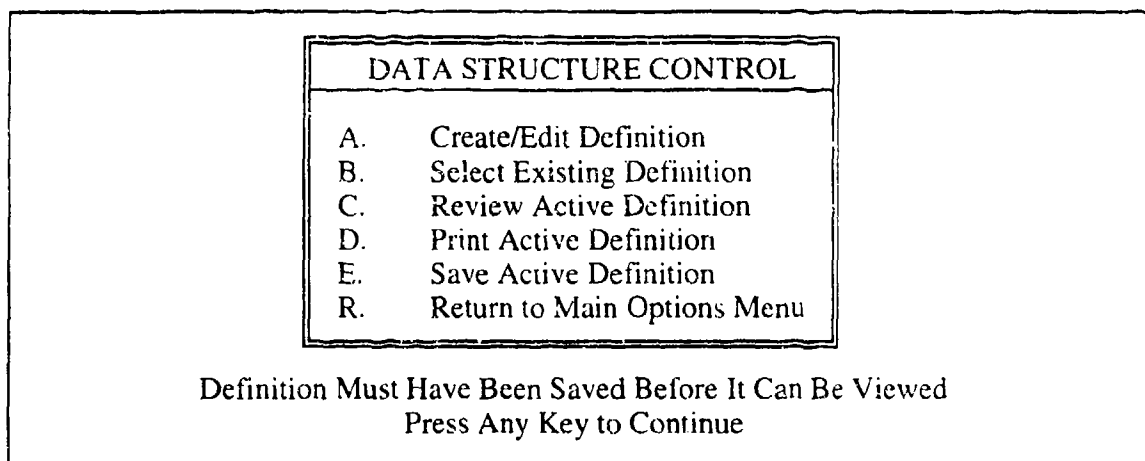 DATA STRUCTURE CONTROL
A. Create/Edit Definition
B. Select Existing Definition
C. Review Active Definition
D. Print Active Definition
E. Save Active Definition
R. Return to Main Options Menu
Definition Must Have Been Saved Before It Can Be Viewed
Press Any Key to Continue